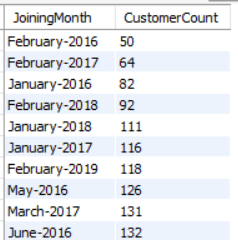 JoiningMonth CustomerCount
February-2016 50
February-2017 64
January-2016 82
February-2018 92
January-2018 111
January-2017 116
February-2019 118
May-2016 126
March-2017 131
June-2016 132